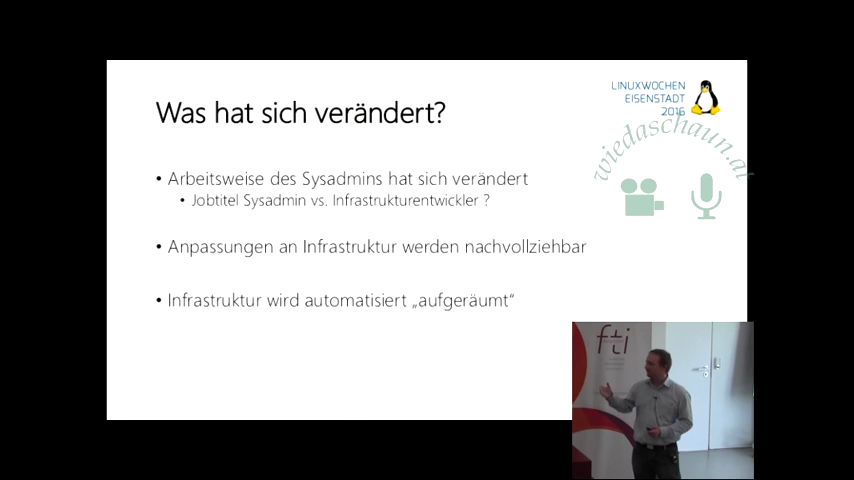 Was hat sich verändert?
LINUXWOCHEN
EISENSTADT
2016
wiedaschaun.at
• Arbeitsweise des Sysadmins hat sich verändert
• Jobtitel Sysadmin vs. Infrastrukturentwickler ?
• Anpassungen an Infrastruktur werden nachvollziehbar
• Infrastruktur wird automatisiert „aufgeräumt“
fti